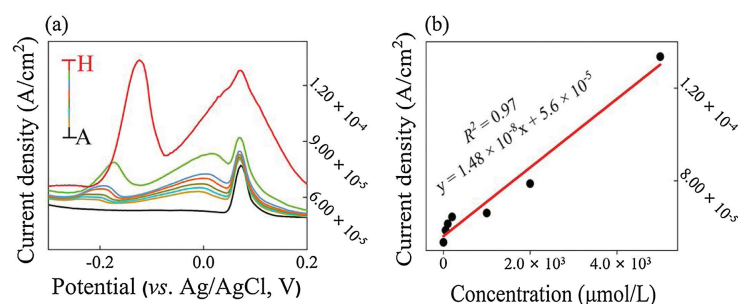 (a)
H
A
Current density (A/cm²)
1.20 × 10⁻⁴
9.00 × 10⁻⁵
6.00 × 10⁻⁵
-0.2
0.0
0.2
Potential (vs. Ag/AgCl, V)
(b)
Current density (A/cm²)
R² = 0.97
y = 1.48 × 10⁻⁸x + 5.6 × 10⁻⁵
1.20 × 10⁻⁴
8.00 × 10⁻⁵
0
2.0 × 10³
4.0 × 10³
Concentration (μmol/L)